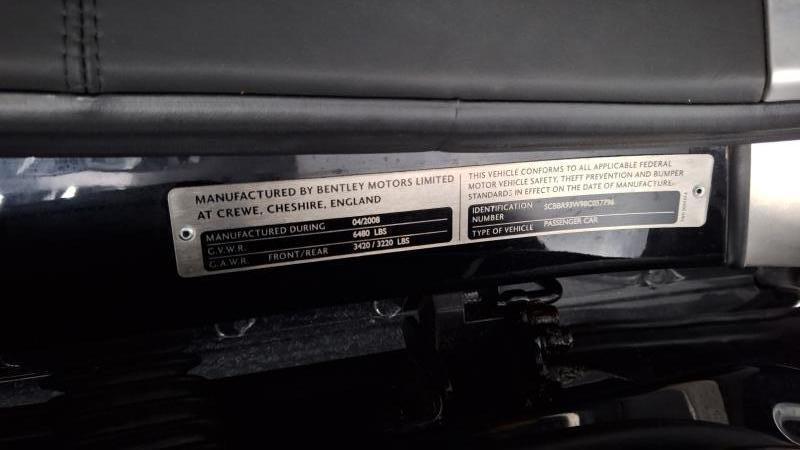 MANUFACTURED BY BENTLEY MOTORS LIMITED
AT CREWE, CHESHIRE, ENGLAND
MANUFACTURED DURING 04/2008
G.V.W.R. 6480 LBS
G.A.W.R. FRONT/REAR 3420 / 3220 LBS
THIS VEHICLE CONFORMS TO ALL APPLICABLE FEDERAL
MOTOR VEHICLE SAFETY, THEFT PREVENTION AND BUMPER
STANDARDS IN EFFECT ON THE DATE OF MANUFACTURE.
IDENTIFICATION
NUMBER
TYPE OF VEHICLE PASSENGER CAR